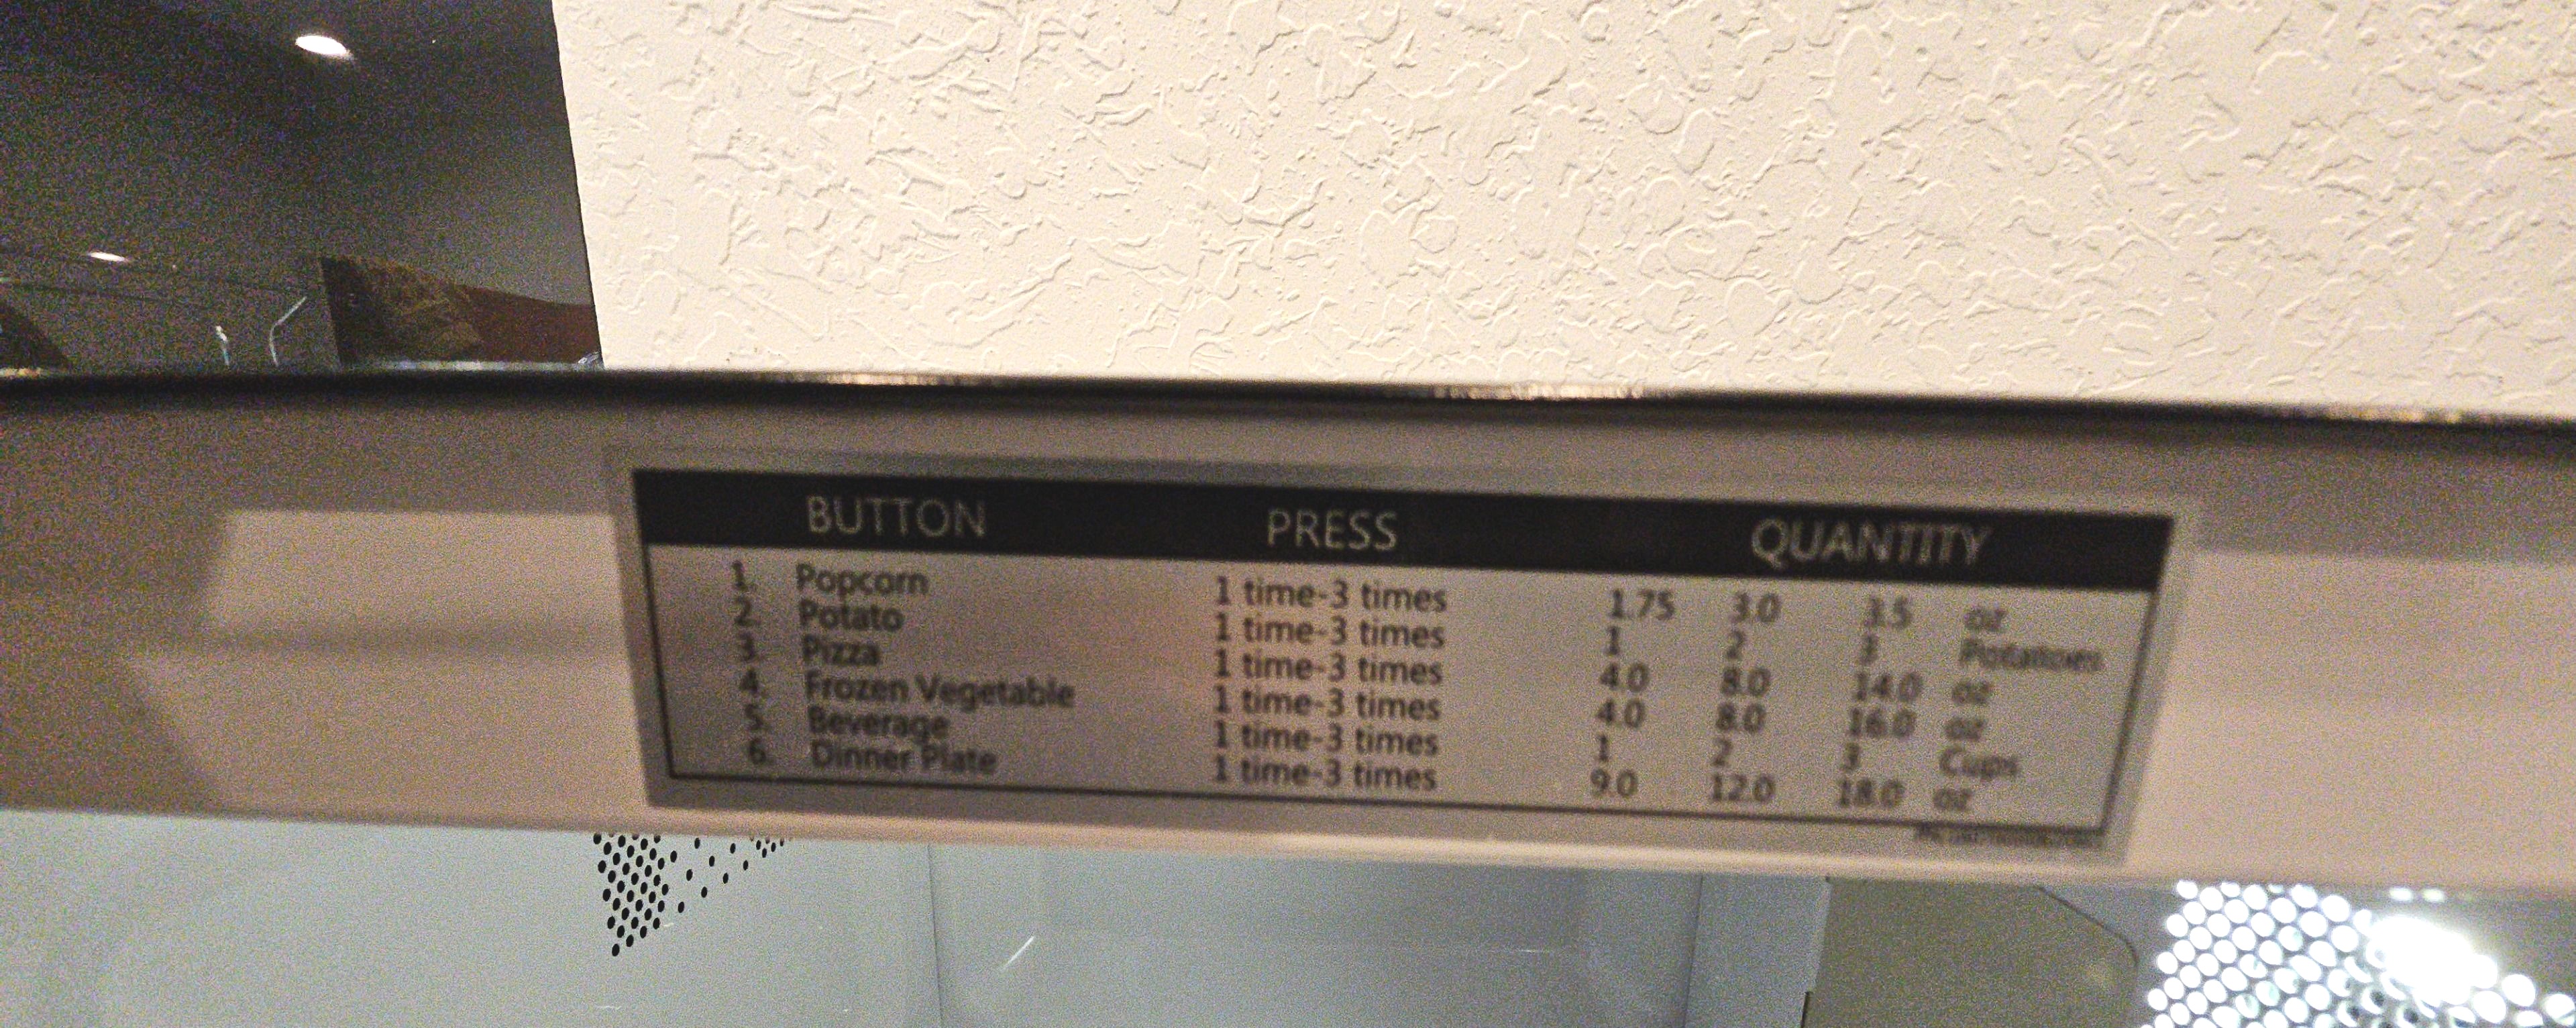 BUTTON PRESS QUANTITY
1. Popcorn 1 time-3 times 1.75 3.0 3.5 oz
2. Potato 1 time-3 times 1 2 3 Potatoes
3. Pizza 1 time-3 times 4.0 8.0 14.0 oz
4. Frozen Vegetable 1 time-3 times 4.0 8.0 16.0 oz
5. Beverage 1 time-3 times 1 2 3 Cups
6. Dinner Plate 1 time-3 times 9.0 12.0 18.0 oz